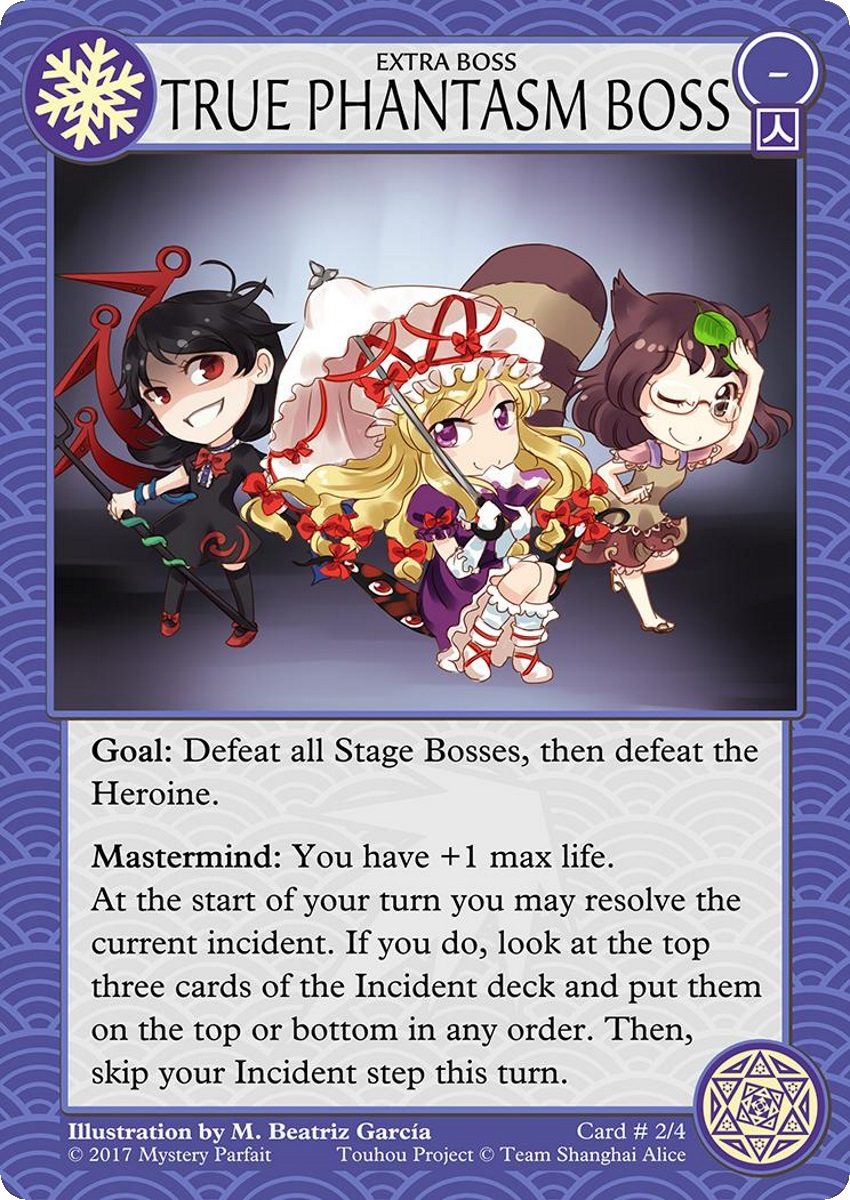 EXTRA BOSS
TRUE PHANTASM BOSS
-
人
Goal: Defeat all Stage Bosses, then defeat the
Heroine.
Mastermind: You have +1 max life.
At the start of your turn you may resolve the
current incident. If you do, look at the top
three cards of the Incident deck and put them
on the top or bottom in any order. Then,
skip your Incident step this turn.
Illustration by M. Beatriz García
Card # 2/4
© 2017 Mystery Parfait
Touhou Project © Team Shanghai Alice